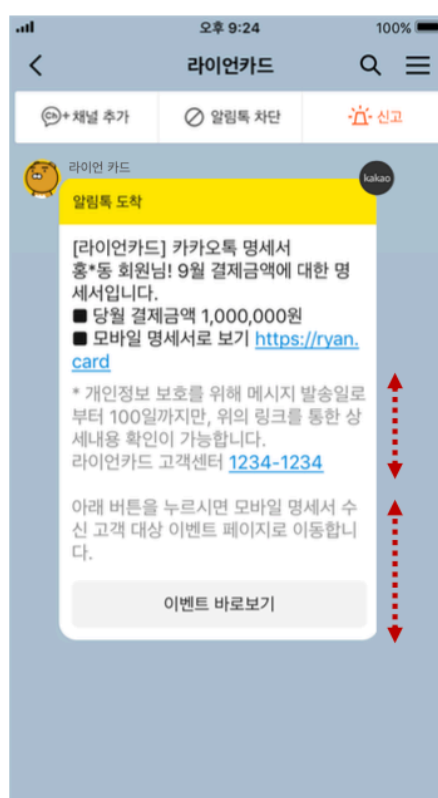 오후 9:24
100%
라이언카드
Ch+ 채널 추가
알림톡 차단
신고
라이언 카드
kakao
알림톡 도착
[라이언카드] 카카오톡 명세서
홍*동 회원님! 9월 결제금액에 대한 명
세서입니다.
■ 당월 결제금액 1,000,000원
■ 모바일 명세서로 보기 https://ryan.
card
* 개인정보 보호를 위해 메시지 발송일로
부터 100일까지만, 위의 링크를 통한 상
세내용 확인이 가능합니다.
라이언카드 고객센터 1234-1234
아래 버튼을 누르시면 모바일 명세서 수
신 고객 대상 이벤트 페이지로 이동합니
다.
이벤트 바로보기